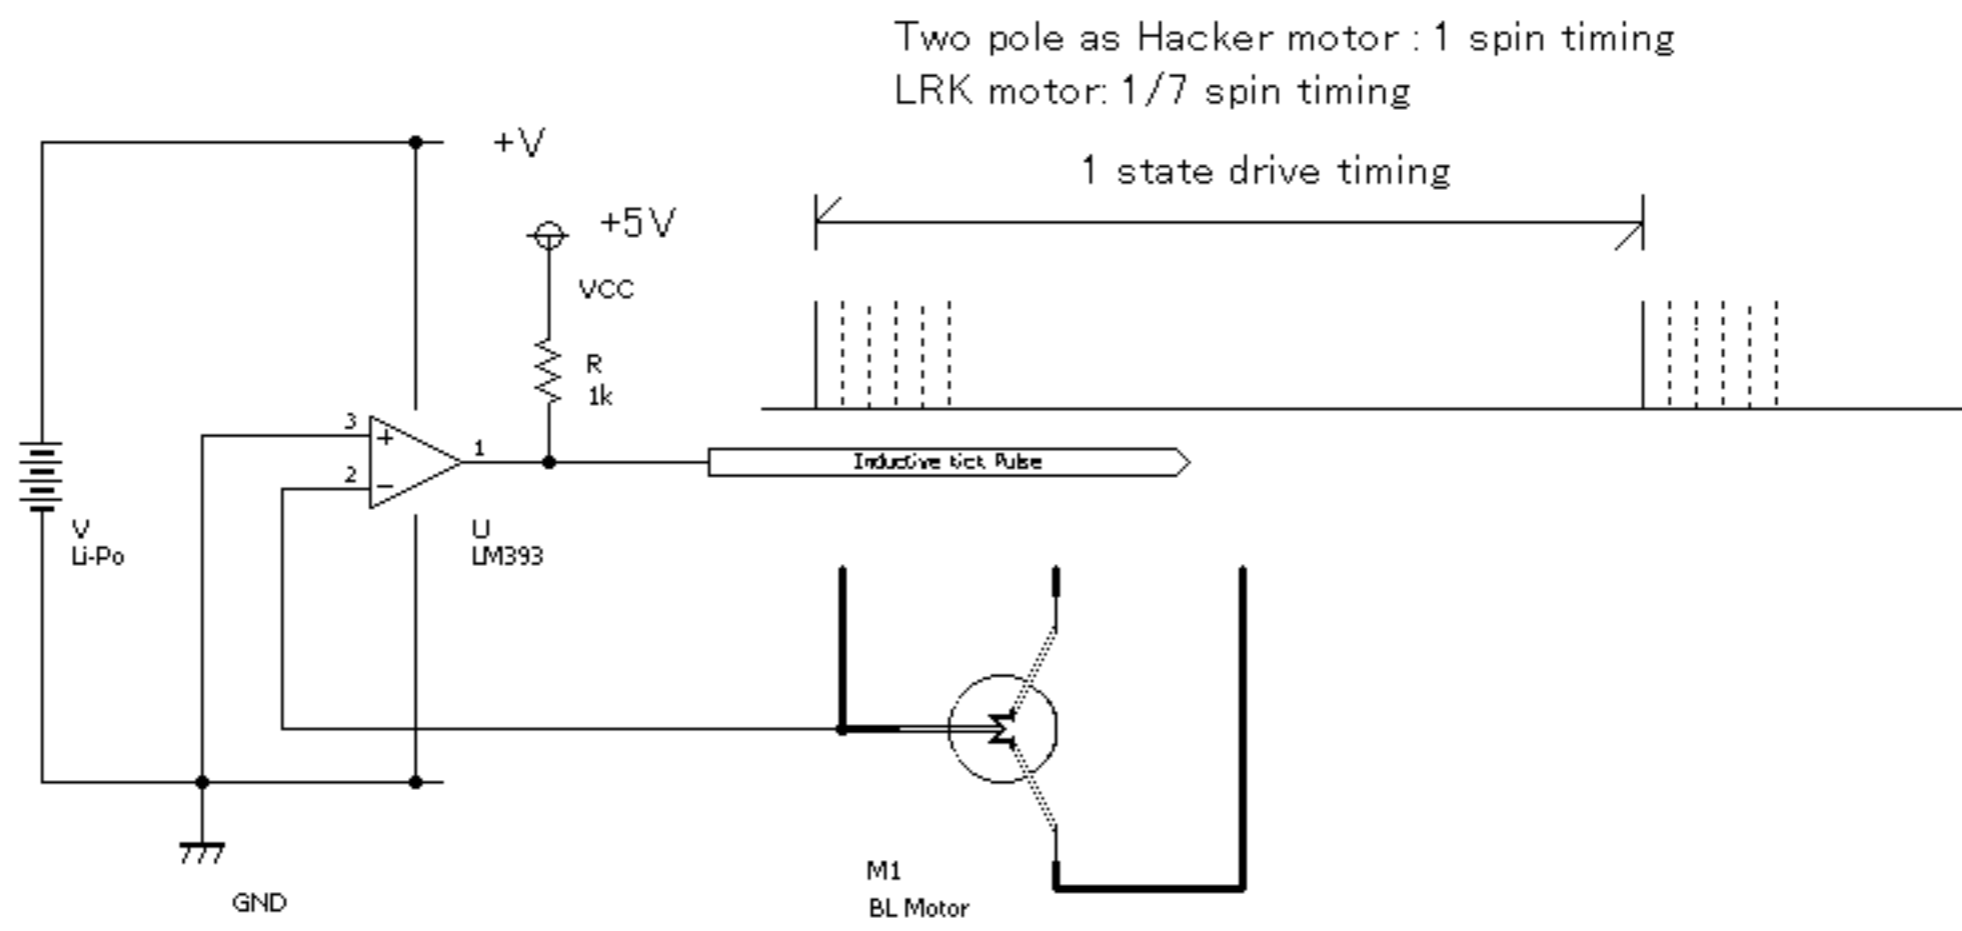 Two pole as Hacker motor : 1 spin timing
LRK motor: 1/7 spin timing
1 state drive timing
+V
+5V
VCC
R
1k
3
+
1
2
−
Inductive kick Pulse
V
Li-Po
U
LM393
M1
BL Motor
GND